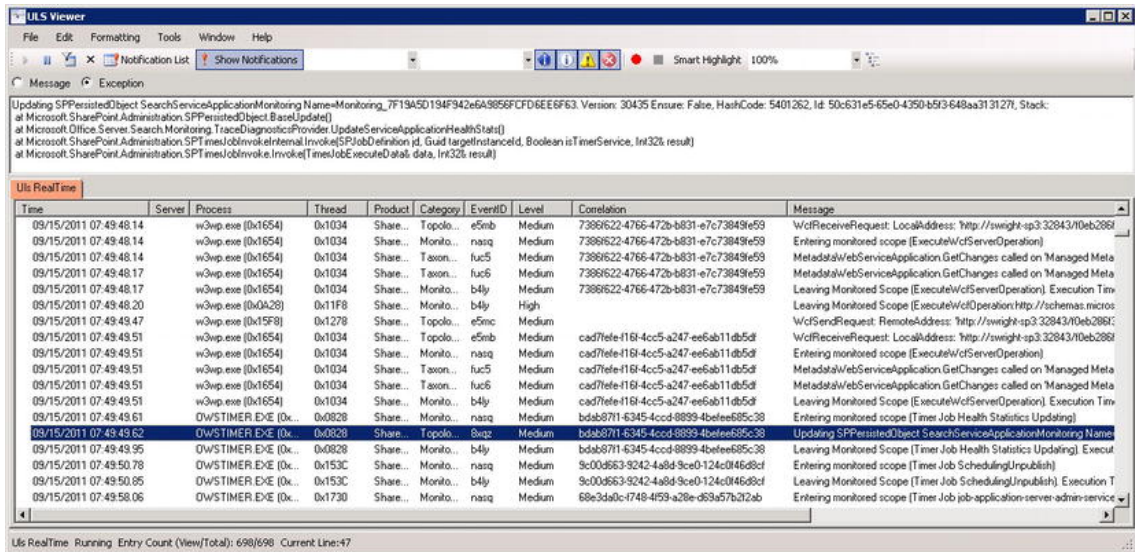 ULS Viewer
File Edit Formatting Tools Window Help
Notification List Show Notifications Smart Highlight 100%
Message Exception
Updating SPPersistedObject SearchServiceApplicationMonitoring Name=Monitoring_7F19A5D194F942e6A9856FCFD6EE6F63. Version: 30435 Ensure: False, HashCode: 5401262, Id: 50c631e5-65e0-4350-b5f3-648aa313127f, Stack:
at Microsoft.SharePoint.Administration.SPPersistedObject.BaseUpdate()
at Microsoft.Office.Server.Search.Monitoring.TraceDiagnosticsProvider.UpdateServiceApplicationHealthStats()
at Microsoft.SharePoint.Administration.SPTimerJobInvokeInternal.Invoke(SPJobDefinition jd, Guid targetInstanceId, Boolean isTimerService, Int32& result)
at Microsoft.SharePoint.Administration.SPTimerJobInvoke.Invoke(TimerJobExecuteData& data, Int32& result)
Uls RealTime
Time Server Process Thread Product Category EventID Level Correlation Message
09/15/2011 07:49:48.14 w3wp.exe (0x1654) 0x1034 Share... Topolo... e5mb Medium 7386f622-4766-472b-b831-e7c73849fe59 WcfReceiveRequest: LocalAddress: 'http://swright-sp3:32843/f0eb286f
09/15/2011 07:49:48.14 w3wp.exe (0x1654) 0x1034 Share... Monito... nasq Medium 7386f622-4766-472b-b831-e7c73849fe59 Entering monitored scope (ExecuteWcfServerOperation)
09/15/2011 07:49:48.14 w3wp.exe (0x1654) 0x1034 Share... Taxon... fuc5 Medium 7386f622-4766-472b-b831-e7c73849fe59 MetadataWebServiceApplication.GetChanges called on 'Managed Meta
09/15/2011 07:49:48.17 w3wp.exe (0x1654) 0x1034 Share... Taxon... fuc6 Medium 7386f622-4766-472b-b831-e7c73849fe59 MetadataWebServiceApplication.GetChanges called on 'Managed Meta
09/15/2011 07:49:48.17 w3wp.exe (0x1654) 0x1034 Share... Monito... b4ly Medium 7386f622-4766-472b-b831-e7c73849fe59 Leaving Monitored Scope (ExecuteWcfServerOperation). Execution Time
09/15/2011 07:49:48.20 w3wp.exe (0x0A28) 0x11F8 Share... Monito... b4ly High Leaving Monitored Scope (ExecuteWcfOperation:http://schemas.micros
09/15/2011 07:49:49.47 w3wp.exe (0x15F8) 0x1278 Share... Topolo... e5mc Medium WcfSendRequest: RemoteAddress: 'http://swright-sp3:32843/f0eb286f3
09/15/2011 07:49:49.51 w3wp.exe (0x1654) 0x1034 Share... Topolo... e5mb Medium cad7fefe-f16f-4cc5-a247-ee6ab11db5df WcfReceiveRequest: LocalAddress: 'http://swright-sp3:32843/f0eb286f
09/15/2011 07:49:49.51 w3wp.exe (0x1654) 0x1034 Share... Monito... nasq Medium cad7fefe-f16f-4cc5-a247-ee6ab11db5df Entering monitored scope (ExecuteWcfServerOperation)
09/15/2011 07:49:49.51 w3wp.exe (0x1654) 0x1034 Share... Taxon... fuc5 Medium cad7fefe-f16f-4cc5-a247-ee6ab11db5df MetadataWebServiceApplication.GetChanges called on 'Managed Meta
09/15/2011 07:49:49.51 w3wp.exe (0x1654) 0x1034 Share... Taxon... fuc6 Medium cad7fefe-f16f-4cc5-a247-ee6ab11db5df MetadataWebServiceApplication.GetChanges called on 'Managed Meta
09/15/2011 07:49:49.51 w3wp.exe (0x1654) 0x1034 Share... Monito... b4ly Medium cad7fefe-f16f-4cc5-a247-ee6ab11db5df Leaving Monitored Scope (ExecuteWcfServerOperation). Execution Time
09/15/2011 07:49:49.61 OWSTIMER.EXE (0x... 0x0828 Share... Monito... nasq Medium bdab87f1-6345-4ccd-8899-4befee685c38 Entering monitored scope (Timer Job Health Statistics Updating)
09/15/2011 07:49:49.62 OWSTIMER.EXE (0x... 0x0828 Share... Topolo... 8xqz Medium bdab87f1-6345-4ccd-8899-4befee685c38 Updating SPPersistedObject SearchServiceApplicationMonitoring Name=
09/15/2011 07:49:49.95 OWSTIMER.EXE (0x... 0x0828 Share... Monito... b4ly Medium bdab87f1-6345-4ccd-8899-4befee685c38 Leaving Monitored Scope (Timer Job Health Statistics Updating). Execut
09/15/2011 07:49:50.78 OWSTIMER.EXE (0x... 0x153C Share... Monito... nasq Medium 9c00d663-9242-4a8d-9ce0-124c0f46d8cf Entering monitored scope (Timer Job SchedulingUnpublish)
09/15/2011 07:49:50.85 OWSTIMER.EXE (0x... 0x153C Share... Monito... b4ly Medium 9c00d663-9242-4a8d-9ce0-124c0f46d8cf Leaving Monitored Scope (Timer Job SchedulingUnpublish). Execution T
09/15/2011 07:49:58.06 OWSTIMER.EXE (0x... 0x1730 Share... Monito... nasq Medium 68e3da0c-f748-4f59-a28e-d69a57b2f2ab Entering monitored scope (Timer Job job-application-server-admin-service
Uls RealTime Running Entry Count (View/Total): 698/698 Current Line:47